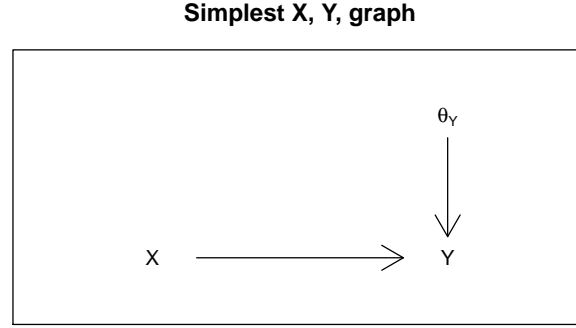 Simplest X, Y, graph
θY
X
Y